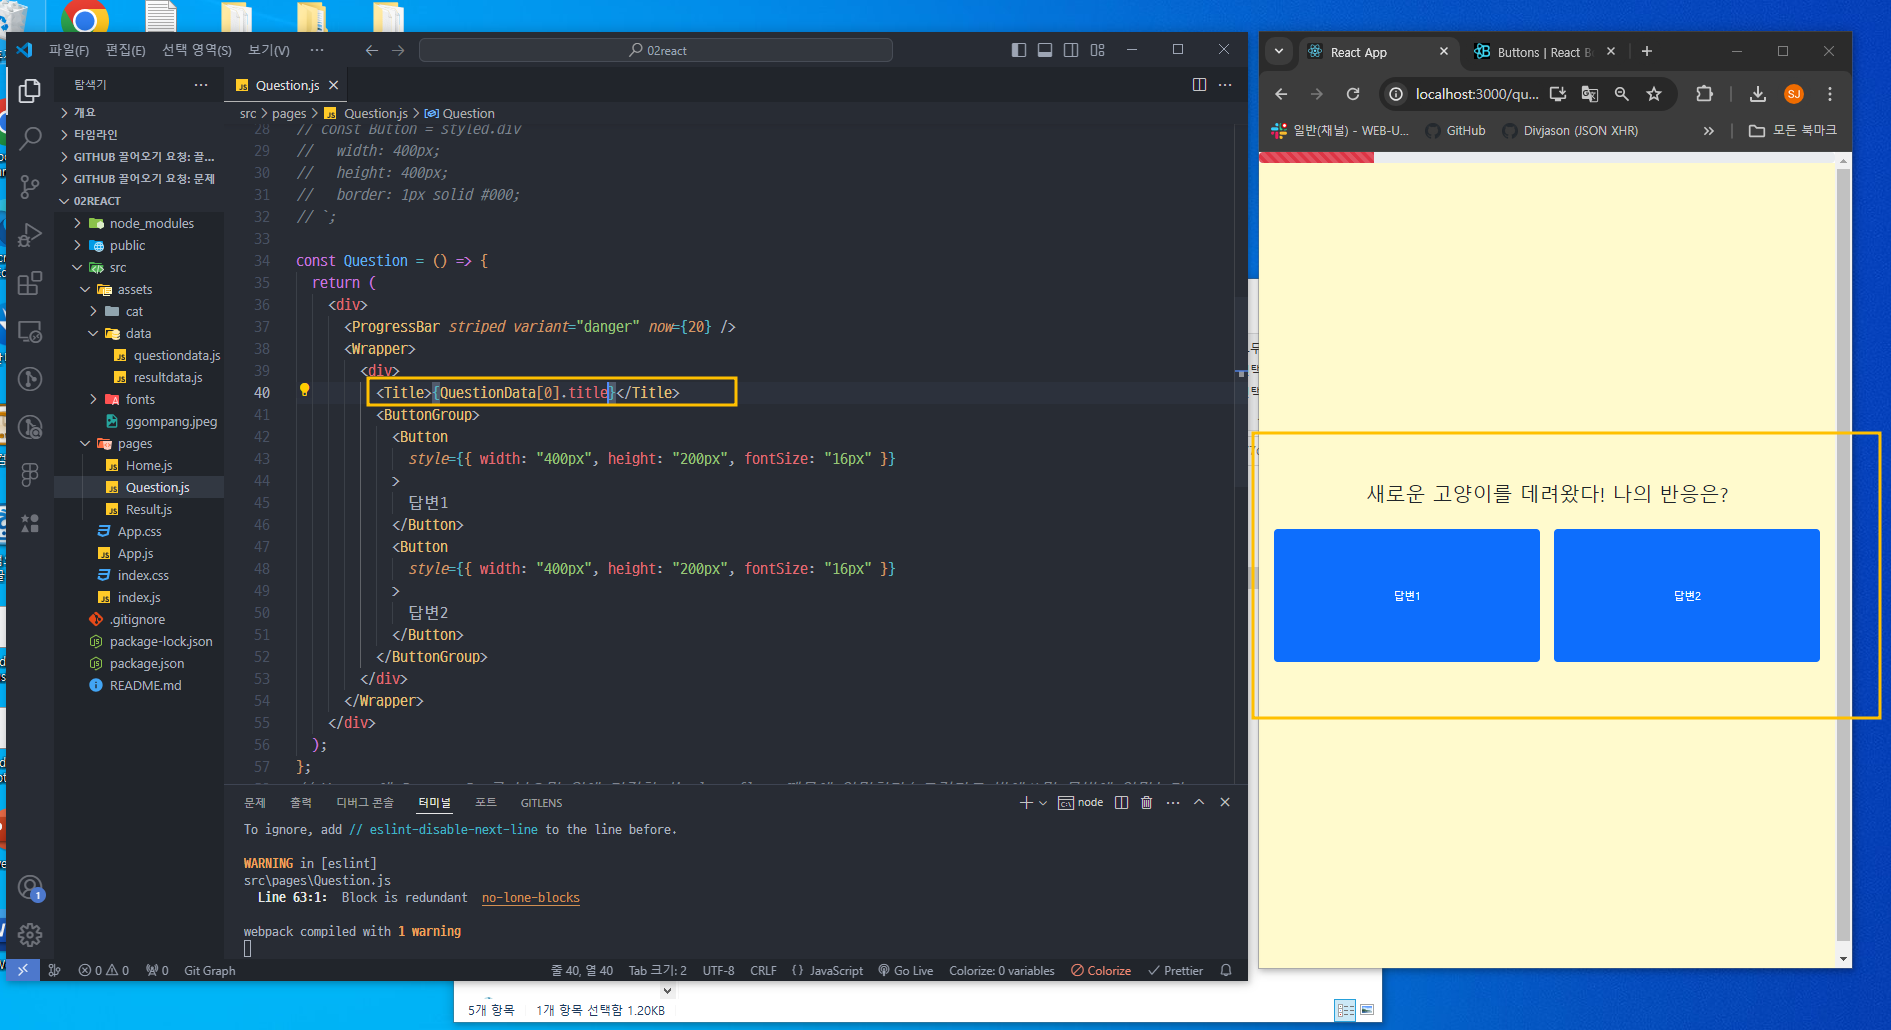 파일(F) 편집(E) 선택 영역(S) 보기(V) ··· 02react
탐색기 ···
개요
타임라인
GITHUB 끌어오기 요청: 끌...
GITHUB 끌어오기 요청: 문제
02REACT
node_modules
public
src
assets
cat
data
questiondata.js
resultdata.js
fonts
ggompang.jpeg
pages
Home.js
Question.js
Result.js
App.css
App.js
index.css
index.js
.gitignore
package-lock.json
package.json
README.md
Question.js
src > pages > Question.js > Question
28 // const Button = styled.div
29 // width: 400px;
30 // height: 400px;
31 // border: 1px solid #000;
32 // `;
33
34 const Question = () => {
35 return (
36 <div>
37 <ProgressBar striped variant="danger" now={20} />
38 <Wrapper>
39 <div>
40 <Title>{QuestionData[0].title}</Title>
41 <ButtonGroup>
42 <Button
43 style={{ width: "400px", height: "200px", fontSize: "16px" }}
44 >
45 답변1
46 </Button>
47 <Button
48 style={{ width: "400px", height: "200px", fontSize: "16px" }}
49 >
50 답변2
51 </Button>
52 </ButtonGroup>
53 </div>
54 </Wrapper>
55 </div>
56 );
57 };
문제 출력 디버그 콘솔 터미널 포트 GITLENS
node
To ignore, add // eslint-disable-next-line to the line before.
WARNING in [eslint]
src\pages\Question.js
Line 63:1: Block is redundant no-lone-blocks
webpack compiled with 1 warning
1
0 0 0 Git Graph 줄 40, 열 40 Tab 크기: 2 UTF-8 CRLF {} JavaScript Go Live Colorize: 0 variables Colorize Prettier
5개 항목 1개 항목 선택함 1.20KB
React App Buttons | React B
localhost:3000/qu... SJ
일반(채널) - WEB-U... GitHub Divjason (JSON XHR) » 모든 북마크
새로운 고양이를 데려왔다! 나의 반응은?
답변1 답변2